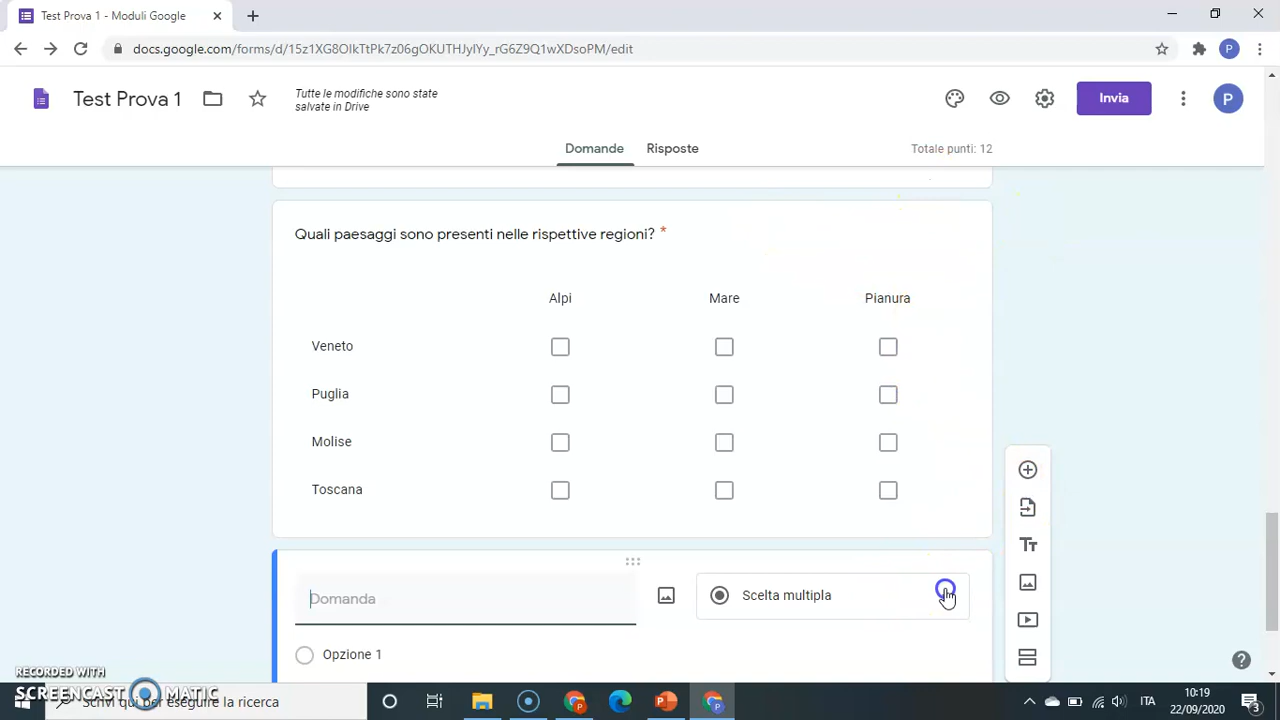 Test Prova 1 - Moduli Google
docs.google.com/forms/d/15z1XG8OlkTtPk7z06gOKUTHJyIYy_rG6Z9Q1wXDsoPM/edit
P
Test Prova 1
Tutte le modifiche sono state
salvate in Drive
Invia
P
Domande
Risposte
Totale punti: 12
Quali paesaggi sono presenti nelle rispettive regioni? *
Alpi
Mare
Pianura
Veneto
Puglia
Molise
Toscana
Domanda
Scelta multipla
Opzione 1
RECORDED WITH
SCREENCAST MATIC
Scrivi qui per eseguire la ricerca
ITA
10:19
22/09/2020
3